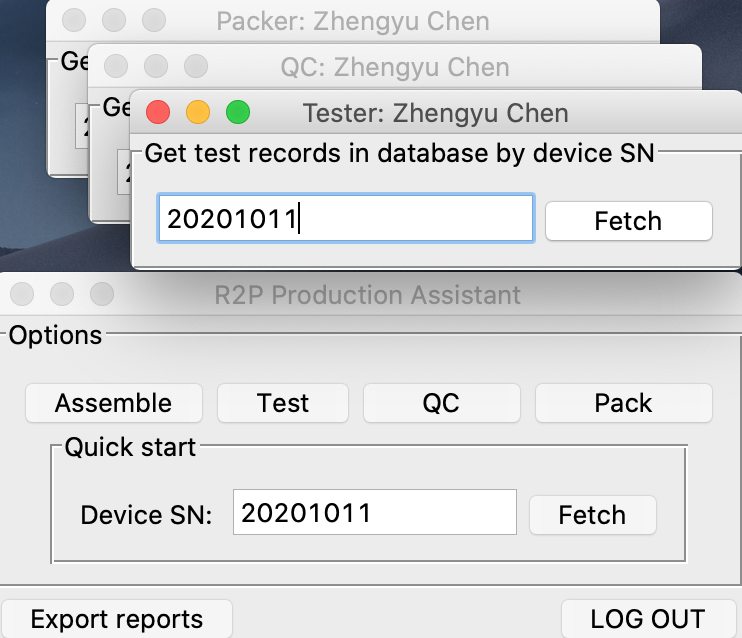 Packer: Zhengyu Chen
Ge
QC: Zhengyu Chen
Ge
Tester: Zhengyu Chen
Get test records in database by device SN
20201011
Fetch
R2P Production Assistant
Options
Assemble Test QC Pack
Quick start
Device SN: 20201011 Fetch
Export reports LOG OUT